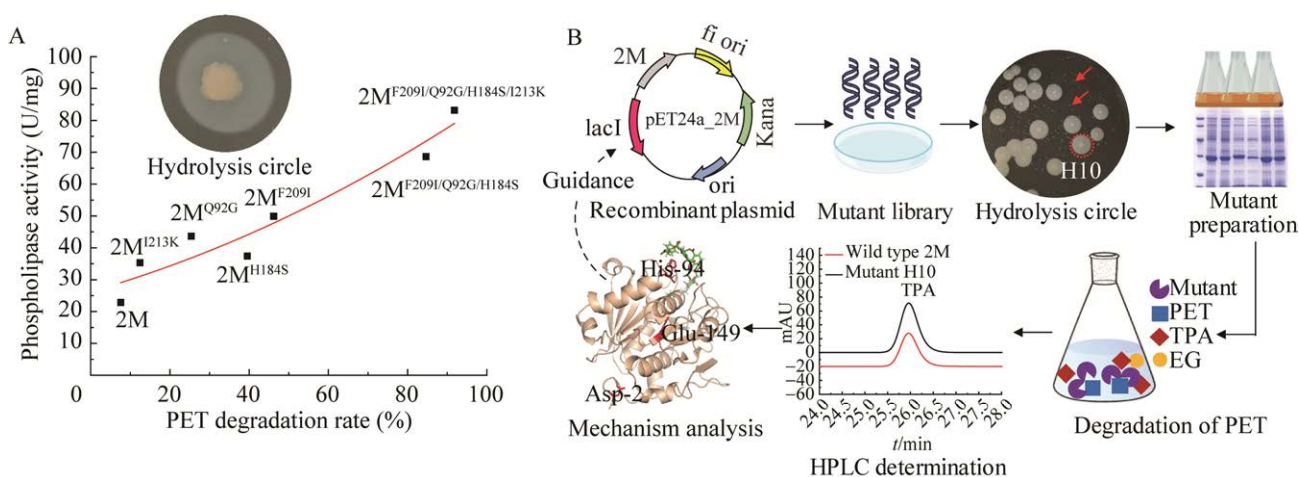 A
Phospholipase activity (U/mg)
100
90
80
70
60
50
40
30
20
10
0
20
40
60
80
100
PET degradation rate (%)
Hydrolysis circle
2M^F209I/Q92G/H184S/I213K
2M^F209I/Q92G/H184S
2M^F209I
2M^Q92G
2M^I213K
2M^H184S
2M
B
2M
fi ori
lacI
pET24a_2M
Kana
ori
Guidance
Recombinant plasmid
Mutant library
H10
Hydrolysis circle
Mutant
preparation
His-94
Glu-149
Asp-2
Mechanism analysis
Wild type 2M
Mutant H10
TPA
mAU
140
120
100
80
60
40
20
0
−20
−40
−60
24.0
24.5
25.0
25.5
26.0
26.5
27.0
27.5
28.0
t/min
HPLC determination
Mutant
PET
TPA
EG
Degradation of PET